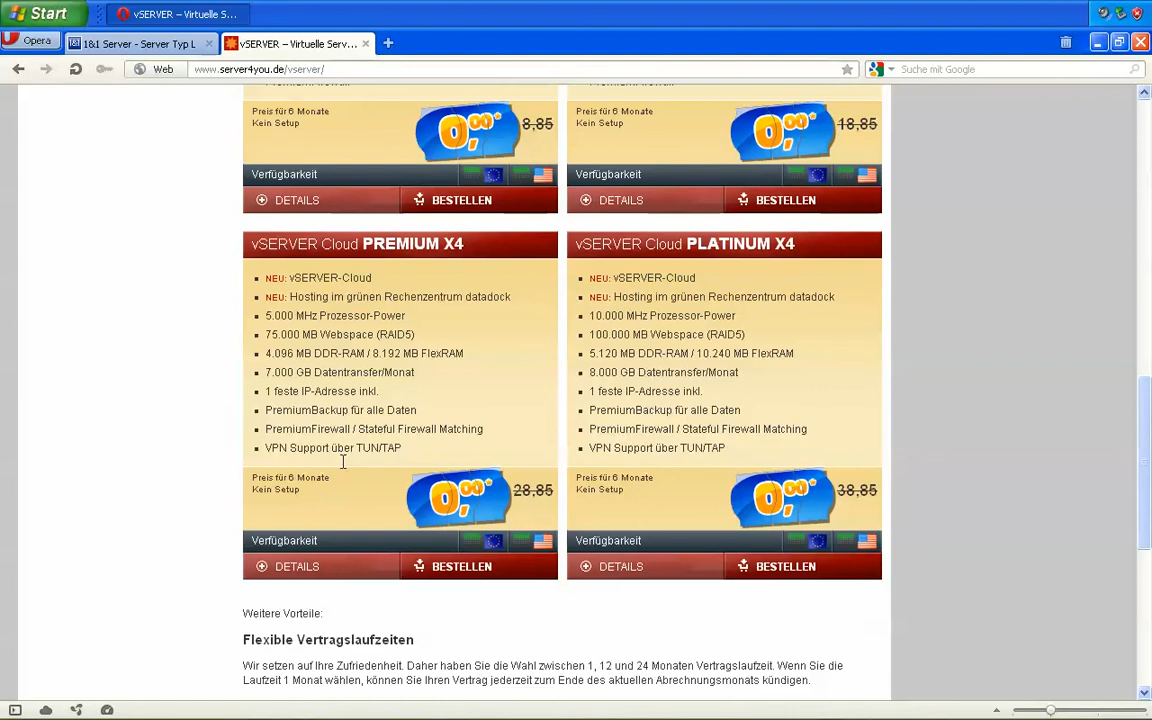 Start
vSERVER – Virtuelle S...
Opera
1&1 Server - Server Typ L
vSERVER – Virtuelle Serv...
Web
www.server4you.de/vserver/
Suche mit Google
Preis für 6 Monate
Kein Setup
0,00*
8,85
Preis für 6 Monate
Kein Setup
0,00*
18,85
Verfügbarkeit
Verfügbarkeit
DETAILS
BESTELLEN
DETAILS
BESTELLEN
vSERVER Cloud PREMIUM X4
NEU: vSERVER-Cloud
NEU: Hosting im grünen Rechenzentrum datadock
5.000 MHz Prozessor-Power
75.000 MB Webspace (RAID5)
4.096 MB DDR-RAM / 8.192 MB FlexRAM
7.000 GB Datentransfer/Monat
1 feste IP-Adresse inkl.
PremiumBackup für alle Daten
PremiumFirewall / Stateful Firewall Matching
VPN Support über TUN/TAP
Preis für 6 Monate
Kein Setup
0,00*
28,85
Verfügbarkeit
DETAILS
BESTELLEN
vSERVER Cloud PLATINUM X4
NEU: vSERVER-Cloud
NEU: Hosting im grünen Rechenzentrum datadock
10.000 MHz Prozessor-Power
100.000 MB Webspace (RAID5)
5.120 MB DDR-RAM / 10.240 MB FlexRAM
8.000 GB Datentransfer/Monat
1 feste IP-Adresse inkl.
PremiumBackup für alle Daten
PremiumFirewall / Stateful Firewall Matching
VPN Support über TUN/TAP
Preis für 6 Monate
Kein Setup
0,00*
38,85
Verfügbarkeit
DETAILS
BESTELLEN
Weitere Vorteile:
Flexible Vertragslaufzeiten
Wir setzen auf Ihre Zufriedenheit. Daher haben Sie die Wahl zwischen 1, 12 und 24 Monaten Vertragslaufzeit. Wenn Sie die
Laufzeit 1 Monat wählen, können Sie Ihren Vertrag jederzeit zum Ende des aktuellen Abrechnungsmonats kündigen.